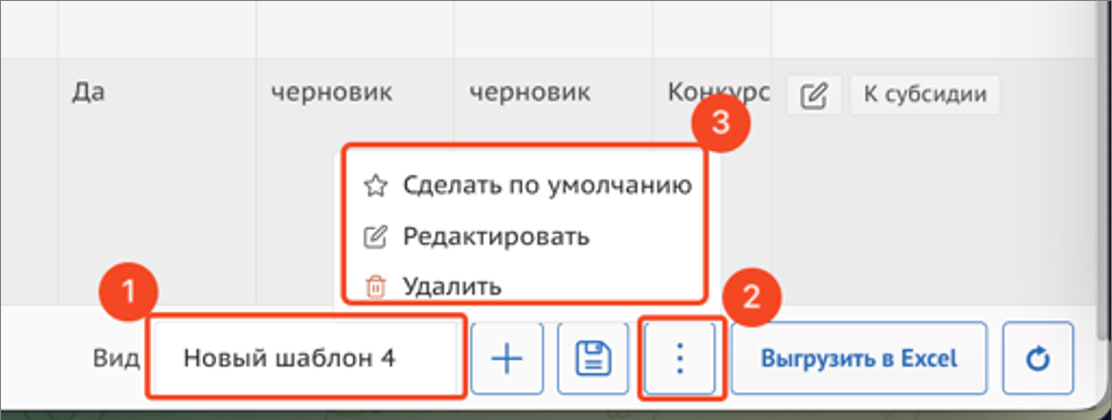 Да
черновик
черновик
Конкурс
К субсидии
3
Сделать по умолчанию
Редактировать
Удалить
1
2
Вид
Новый шаблон 4
Выгрузить в Excel